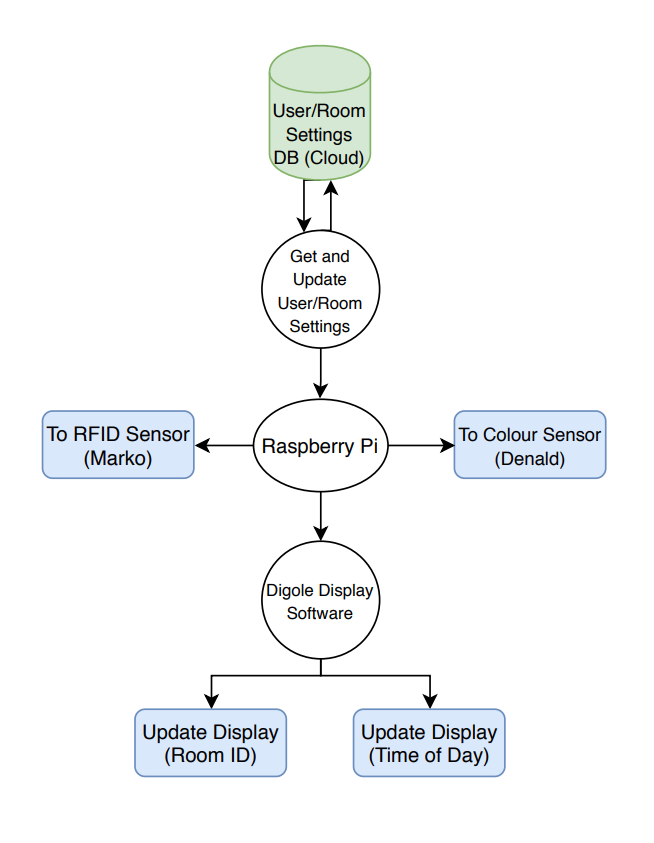 User/Room
Settings
DB (Cloud)
Get and
Update
User/Room
Settings
To RFID Sensor
(Marko)
Raspberry Pi
To Colour Sensor
(Denald)
Digole Display
Software
Update Display
(Room ID)
Update Display
(Time of Day)